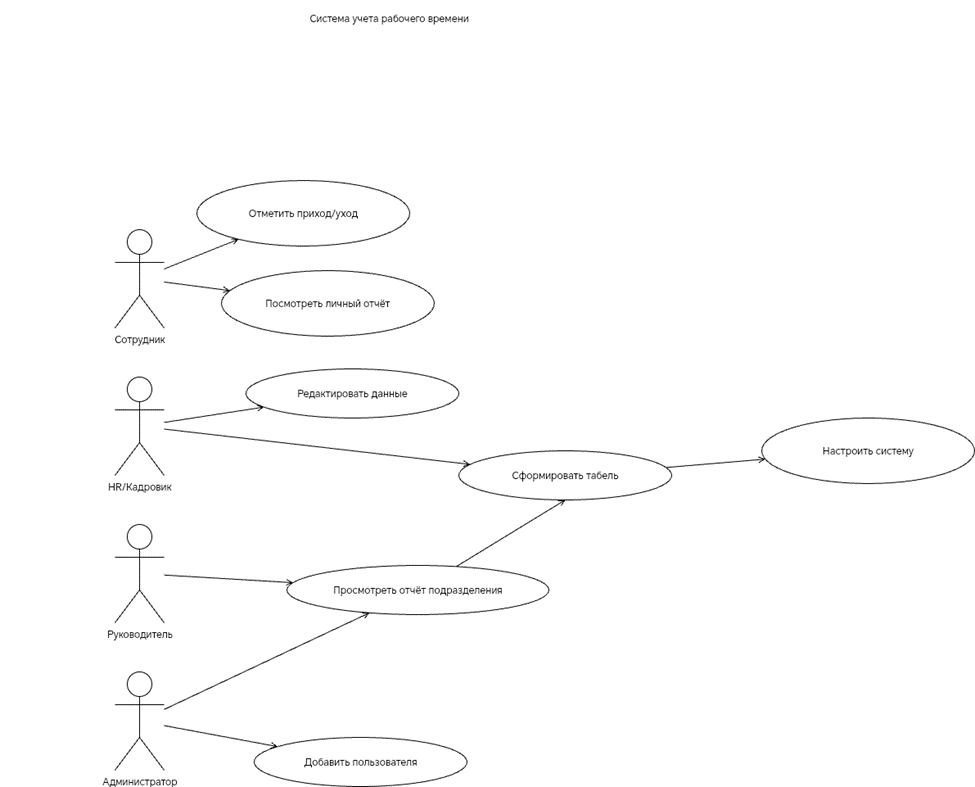 Система учета рабочего времени
Отметить приход/уход
Посмотреть личный отчёт
Сотрудник
Редактировать данные
Настроить систему
Сформировать табель
HR/Кадровик
Просмотреть отчёт подразделения
Руководитель
Добавить пользователя
Администратор